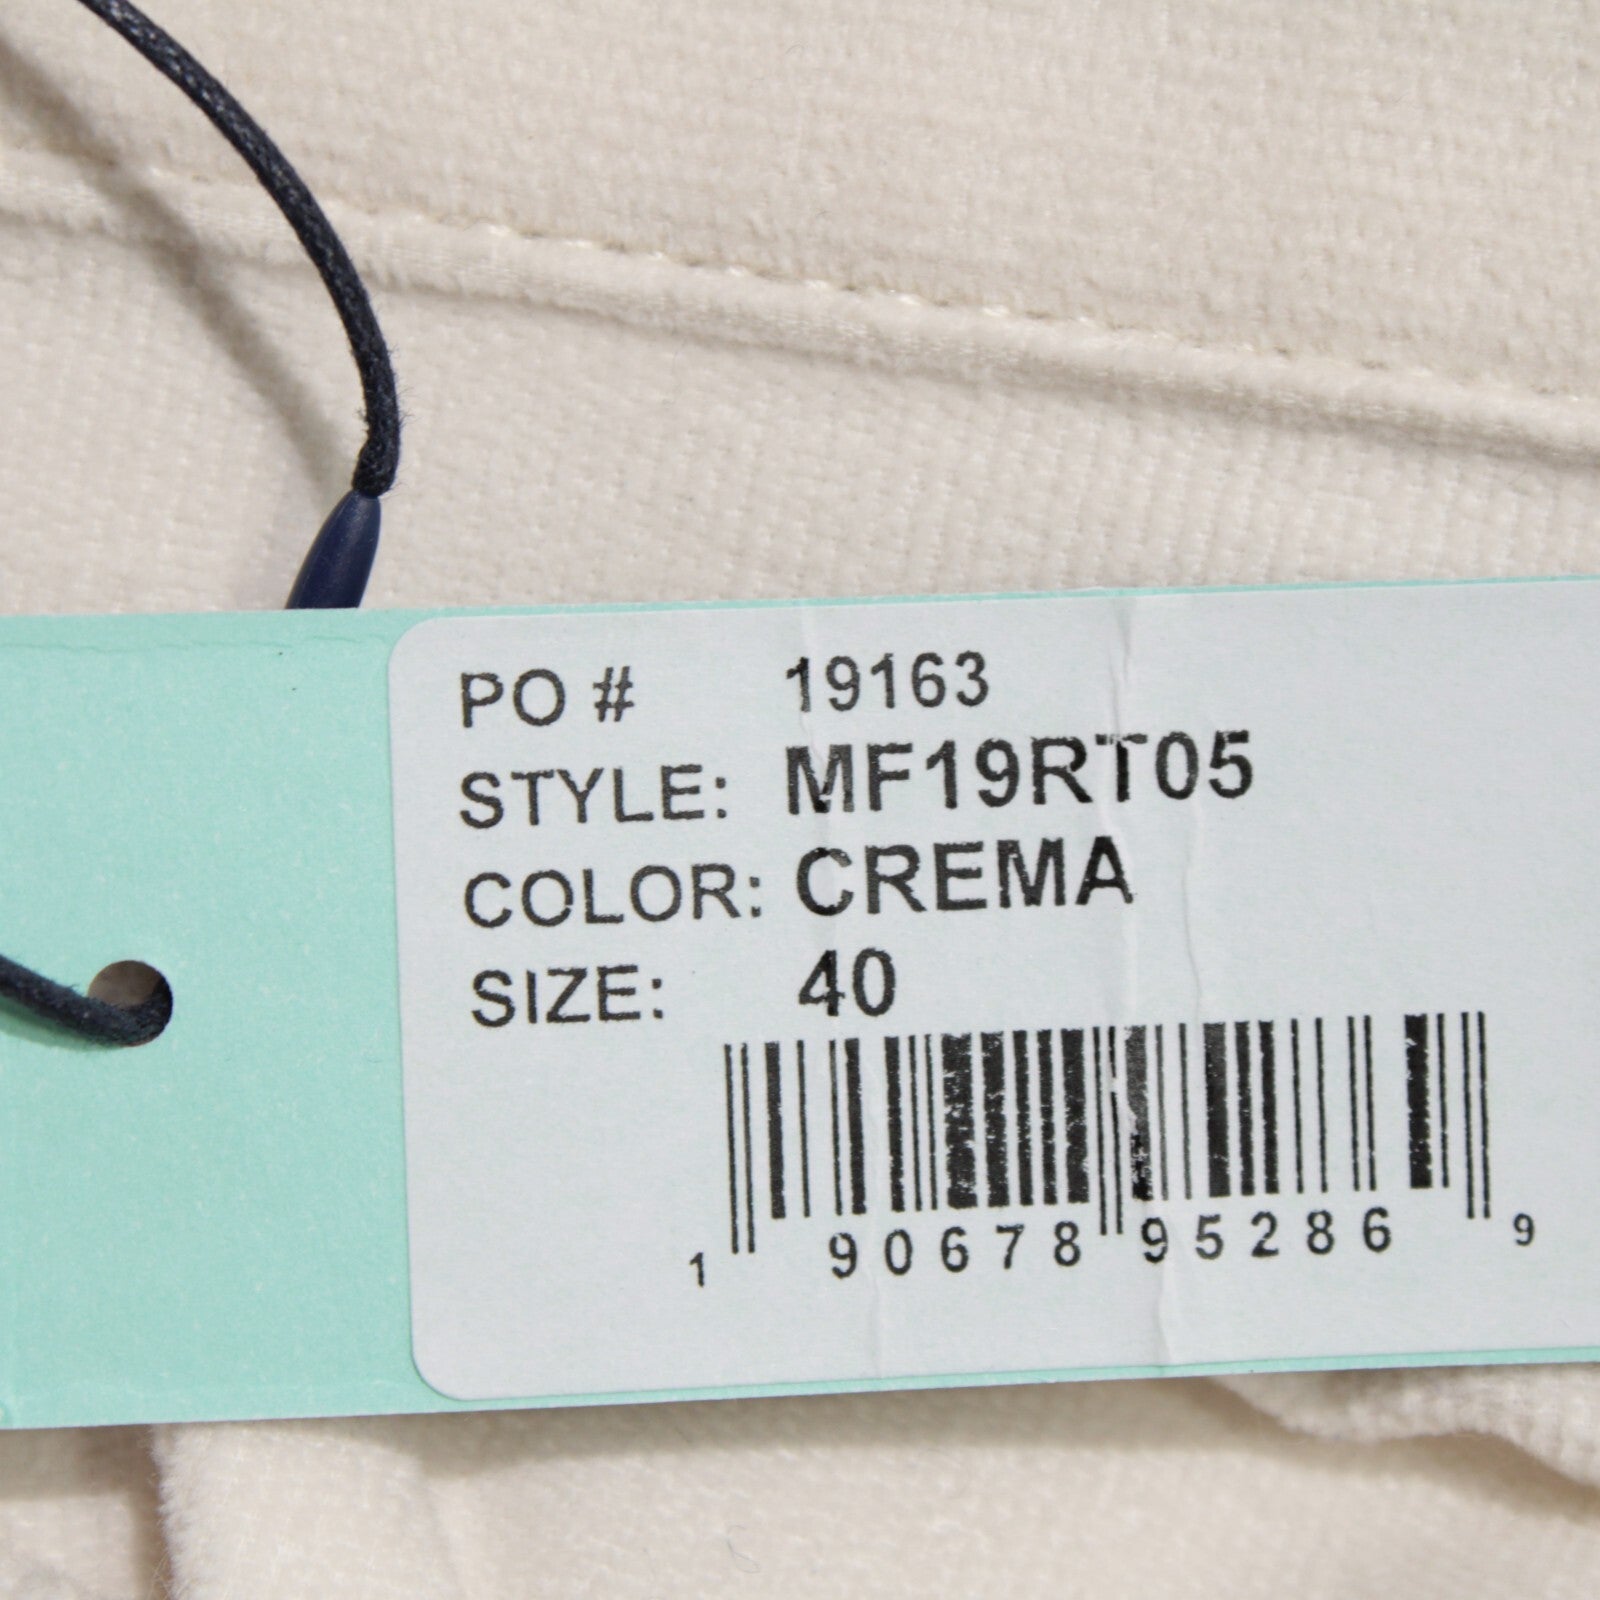 PO # 19163
STYLE: MF19RT05
COLOR: CREMA
SIZE: 40
1 90678 95286 9